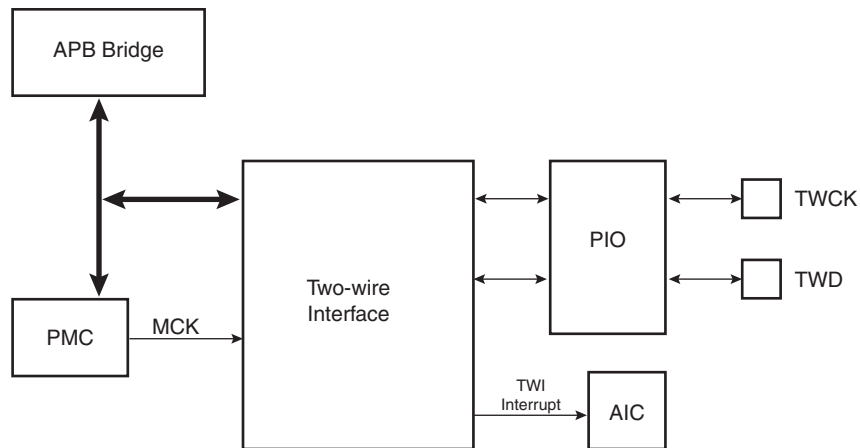 APB Bridge
Two-wire
Interface
PIO
TWCK
TWD
PMC
MCK
TWI
Interrupt
AIC